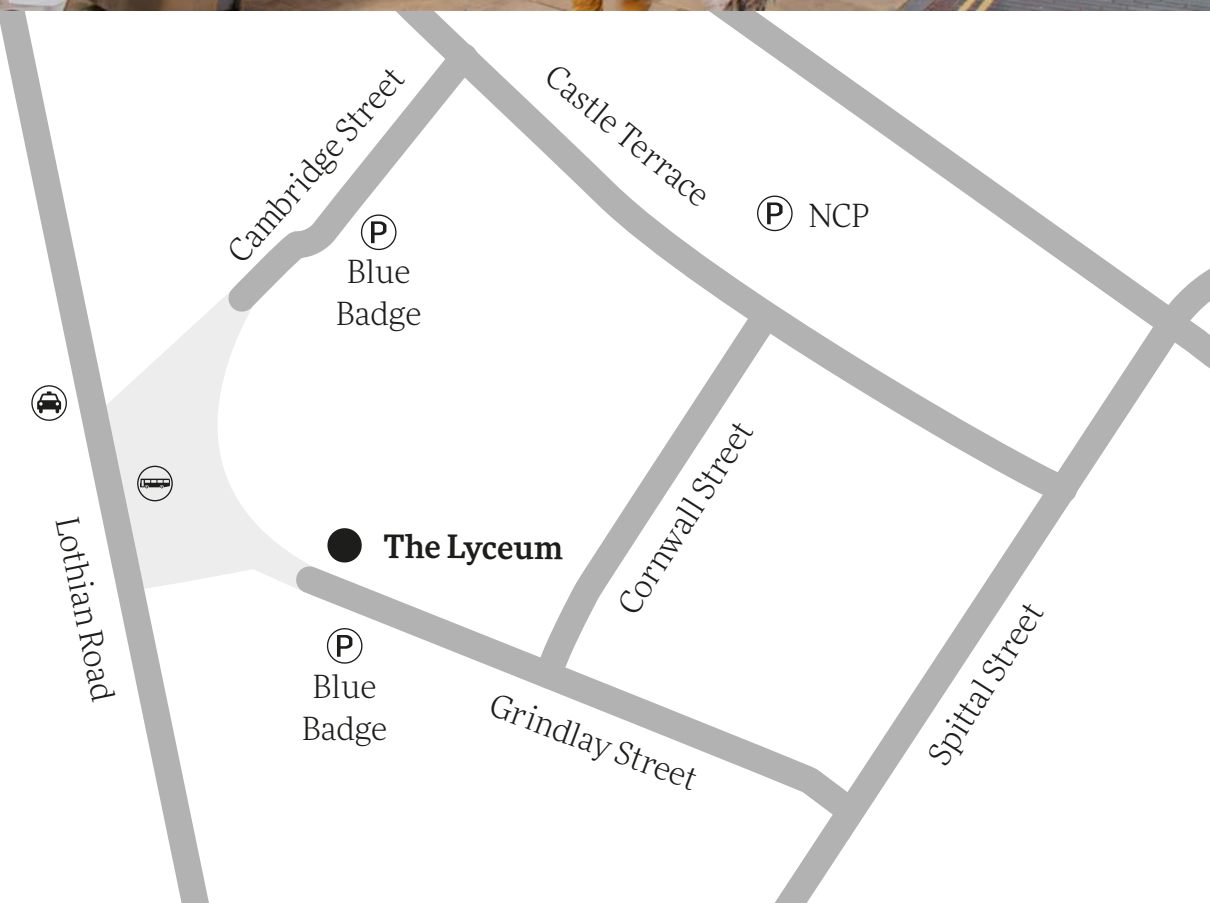 Cambridge Street
Castle Terrace
P NCP
P
Blue
Badge
The Lyceum
Cornwall Street
Lothian Road
P
Blue
Badge
Grindlay Street
Spittal Street